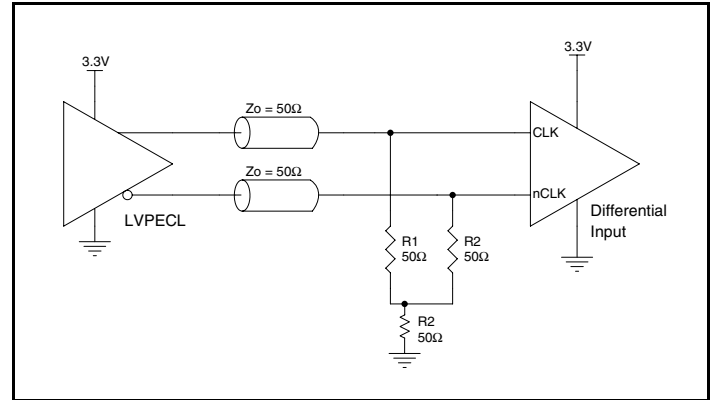 3.3V
3.3V
Zo = 50Ω
CLK
Zo = 50Ω
nCLK
LVPECL
Differential
Input
R1
50Ω
R2
50Ω
R2
50Ω